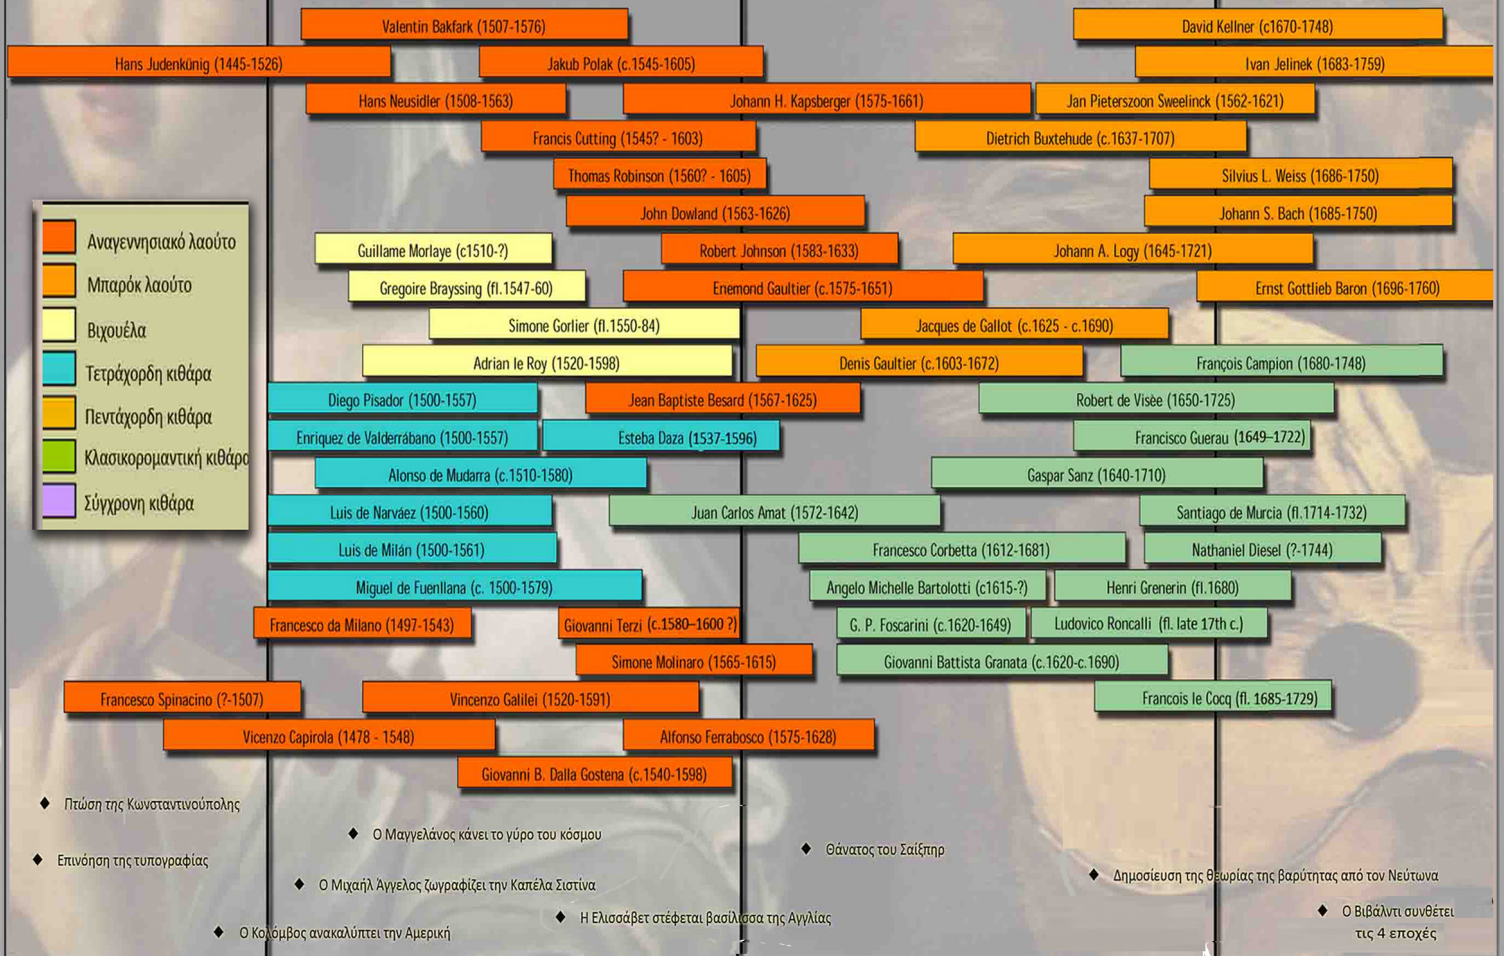 Valentin Bakfark (1507-1576)
David Kellner (c1670-1748)
Hans Judenkünig (1445-1526)
Jakub Polak (c.1545-1605)
Ivan Jelinek (1683-1759)
Hans Neusidler (1508-1563)
Johann H. Kapsberger (1575-1661)
Jan Pieterszoon Sweelinck (1562-1621)
Francis Cutting (1545? - 1603)
Dietrich Buxtehude (c.1637-1707)
Thomas Robinson (1560? - 1605)
Silvius L. Weiss (1686-1750)
John Dowland (1563-1626)
Johann S. Bach (1685-1750)
Guillame Morlaye (c1510-?)
Robert Johnson (1583-1633)
Johann A. Logy (1645-1721)
Gregoire Brayssing (fl.1547-60)
Enemond Gaultier (c.1575-1651)
Ernst Gottlieb Baron (1696-1760)
Simone Gorlier (fl.1550-84)
Jacques de Gallot (c.1625 - c.1690)
Adrian le Roy (1520-1598)
Denis Gaultier (c.1603-1672)
François Campion (1680-1748)
Diego Pisador (1500-1557)
Jean Baptiste Besard (1567-1625)
Robert de Visèe (1650-1725)
Enriquez de Valderrábano (1500-1557)
Esteba Daza (1537-1596)
Francisco Guerau (1649–1722)
Alonso de Mudarra (c.1510-1580)
Gaspar Sanz (1640-1710)
Luis de Narváez (1500-1560)
Juan Carlos Amat (1572-1642)
Santiago de Murcia (fl.1714-1732)
Luis de Milán (1500-1561)
Francesco Corbetta (1612-1681)
Nathaniel Diesel (?-1744)
Miguel de Fuenllana (c. 1500-1579)
Angelo Michelle Bartolotti (c1615-?)
Henri Grenerin (fl.1680)
Francesco da Milano (1497-1543)
Giovanni Terzi (c.1580–1600 ?)
G. P. Foscarini (c.1620-1649)
Ludovico Roncalli (fl. late 17th c.)
Simone Molinaro (1565-1615)
Giovanni Battista Granata (c.1620-c.1690)
Francesco Spinacino (?-1507)
Vincenzo Galilei (1520-1591)
Francois le Cocq (fl. 1685-1729)
Vicenzo Capirola (1478 - 1548)
Alfonso Ferrabosco (1575-1628)
Giovanni B. Dalla Gostena (c.1540-1598)
Αναγεννησιακό λαούτο
Μπαρόκ λαούτο
Βιχουέλα
Τετράχορδη κιθάρα
Πεντάχορδη κιθάρα
Κλασικορομαντική κιθάρα
Σύγχρονη κιθάρα
♦ Πτώση της Κωνσταντινούπολης
♦ Ο Μαγγελάνος κάνει το γύρο του κόσμου
♦ Θάνατος του Σαίξπηρ
♦ Επινόηση της τυπογραφίας
♦ Δημοσίευση της θεωρίας της βαρύτητας από τον Νεύτωνα
♦ Ο Μιχαήλ Άγγελος ζωγραφίζει την Καπέλα Σιστίνα
♦ Η Ελισσάβετ στέφεται βασίλισσα της Αγγλίας
♦ Ο Βιβάλντι συνθέτει
τις 4 εποχές
♦ Ο Κολόμβος ανακαλύπτει την Αμερική